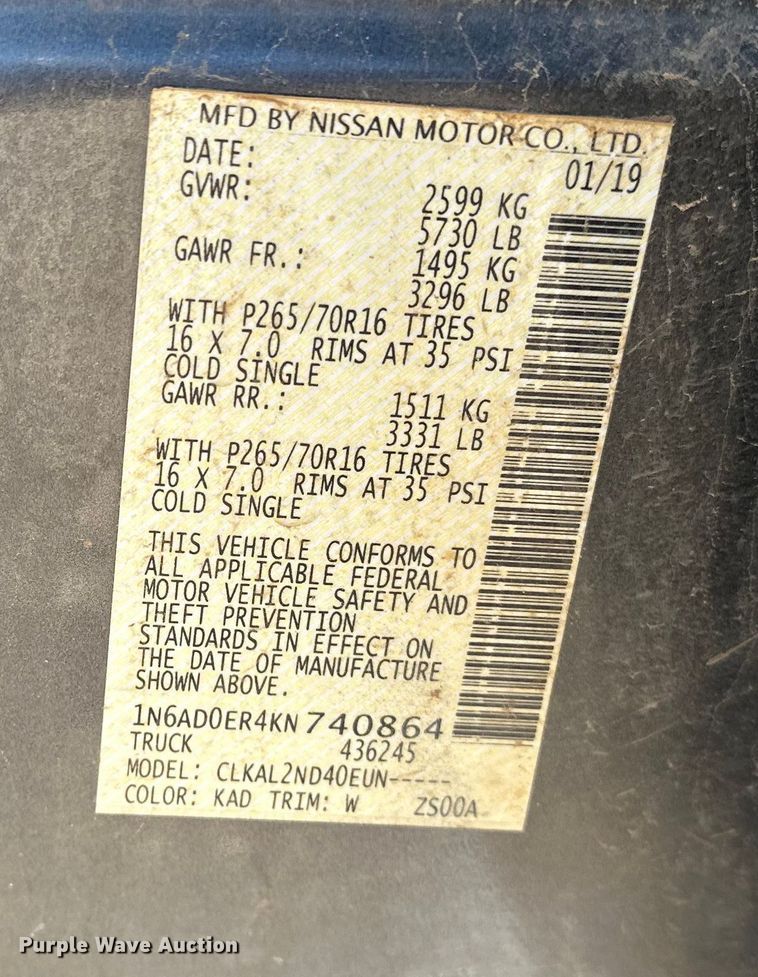 MFD BY NISSAN MOTOR CO., LTD.
DATE: 01/19
GVWR: 2599 KG
5730 LB
GAWR FR.: 1495 KG
3296 LB
WITH P265/70R16 TIRES
16 X 7.0 RIMS AT 35 PSI
COLD SINGLE
GAWR RR.: 1511 KG
3331 LB
WITH P265/70R16 TIRES
16 X 7.0 RIMS AT 35 PSI
COLD SINGLE
THIS VEHICLE CONFORMS TO
ALL APPLICABLE FEDERAL
MOTOR VEHICLE SAFETY AND
THEFT PREVENTION
STANDARDS IN EFFECT ON
THE DATE OF MANUFACTURE
SHOWN ABOVE.
1N6AD0ER4KN 740864
TRUCK 436245
MODEL: CLKAL2ND40EUN-----
COLOR: KAD TRIM: W ZS00A
Purple Wave Auction